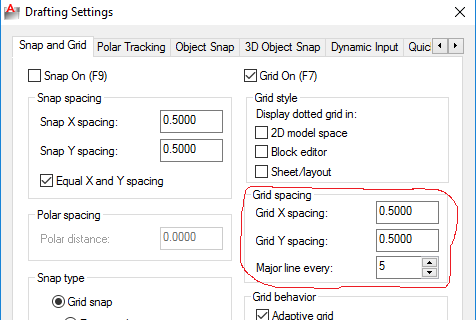 Drafting Settings
Snap and Grid Polar Tracking Object Snap 3D Object Snap Dynamic Input Quic
Snap On (F9)
Snap spacing
Snap X spacing: 0.5000
Snap Y spacing: 0.5000
Equal X and Y spacing
Polar spacing
Polar distance: 0.0000
Snap type
Grid snap
Grid On (F7)
Grid style
Display dotted grid in:
2D model space
Block editor
Sheet/layout
Grid spacing
Grid X spacing: 0.5000
Grid Y spacing: 0.5000
Major line every: 5
Grid behavior
Adaptive grid